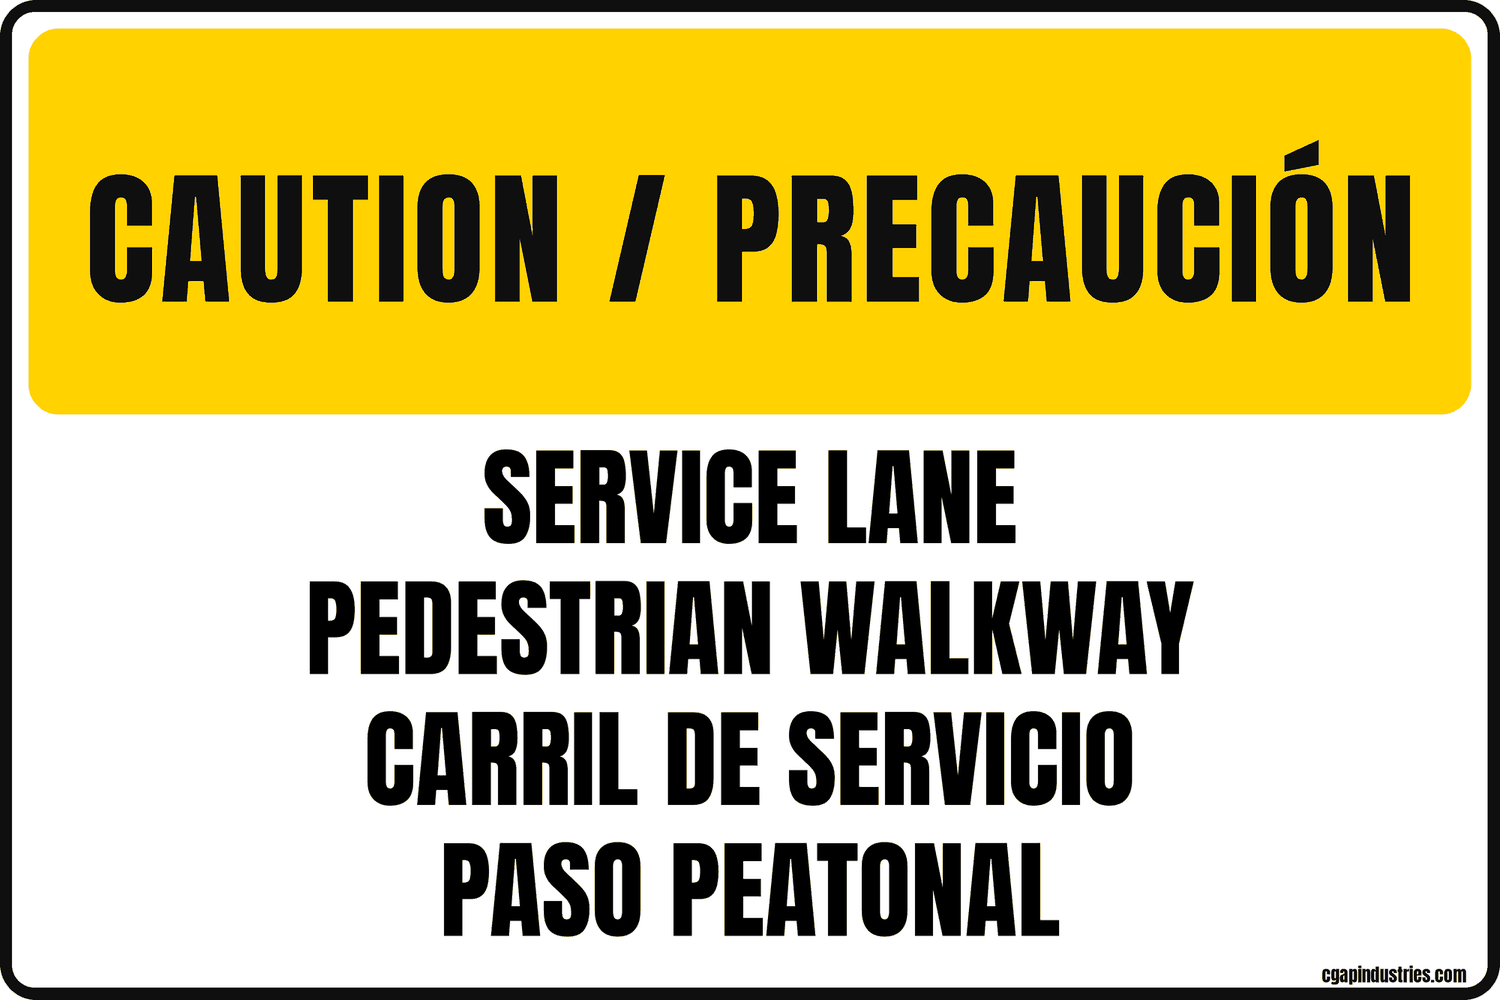 CAUTION / PRECAUCIÓN
SERVICE LANE
PEDESTRIAN WALKWAY
CARRIL DE SERVICIO
PASO PEATONAL
cgapindustries.com